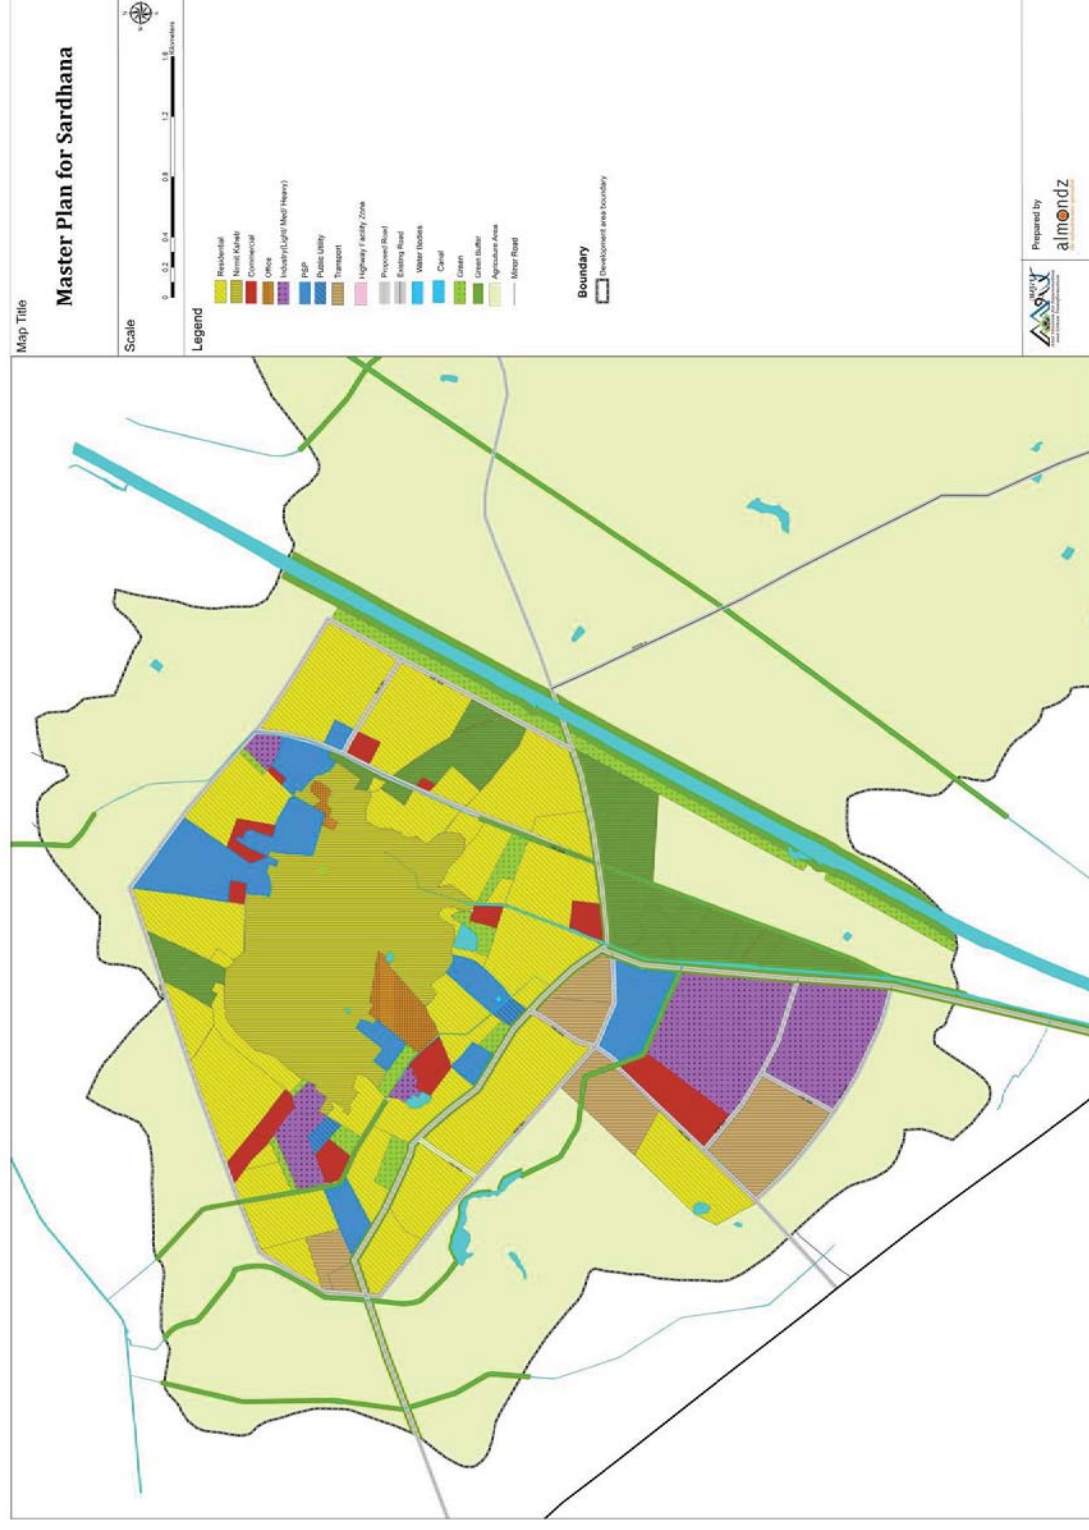 Map Title
Master Plan for Sardhana
Scale
0 0.2 0.4 0.8 1.2 1.6
Kilometers
Legend
Residential
Commercial
Office
Industry(Light/ Med/ Heavy)
PSP
Public Utility
Transport
Highway Facility Zone
Proposed Road
Existing Road
Water Bodies
Canal
Green
Green Buffer
Agriculture Area
Minor Road
Boundary
Development area boundary
Prepared by
almondz